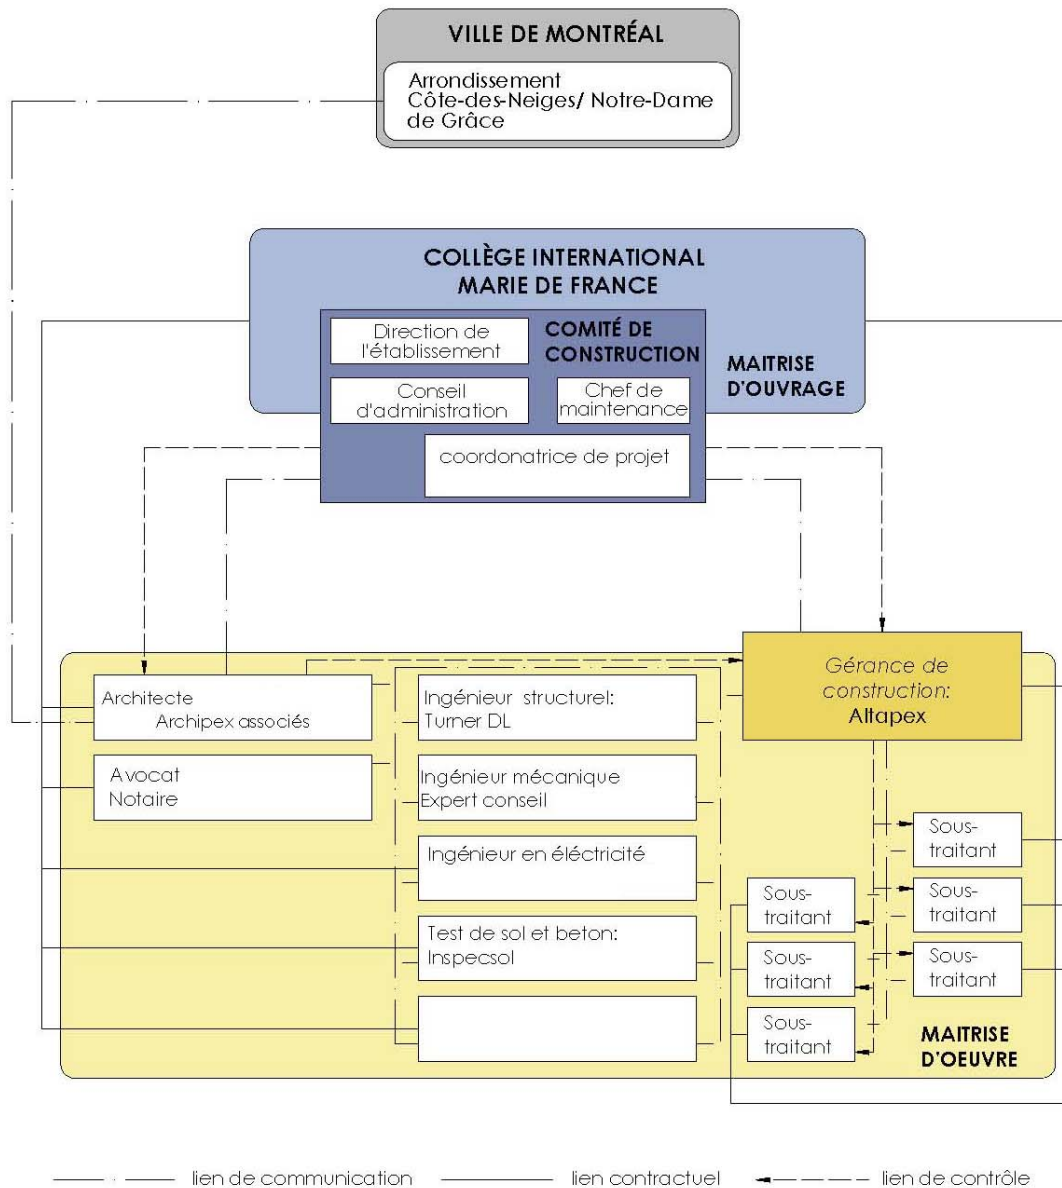 VILLE DE MONTRÉAL
Arrondissement
Côte-des-Neiges/ Notre-Dame
de Grâce
COLLÈGE INTERNATIONAL
MARIE DE FRANCE
Direction de
l'établissement
COMITÉ DE
CONSTRUCTION
Conseil
d'administration
Chef de
maintenance
MAITRISE
D'OUVRAGE
coordonatrice de projet
Architecte
Archipex associés
Avocat
Notaire
Ingénieur structurel:
Turner DL
Ingénieur mécanique
Expert conseil
Ingénieur en éléctricité
Test de sol et beton:
Inspecsol
Gérance de
construction:
Altapex
Sous-
traitant
Sous-
traitant
Sous-
traitant
Sous-
traitant
Sous-
traitant
Sous-
traitant
MAITRISE
D'OEUVRE
lien de communication
lien contractuel
lien de contrôle